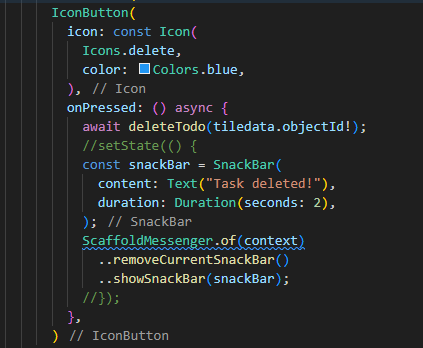 IconButton(
icon: const Icon(
Icons.delete,
color: Colors.blue,
), // Icon
onPressed: () async {
await deleteTodo(tiledata.objectId!);
//setState(() {
const snackBar = SnackBar(
content: Text("Task deleted!"),
duration: Duration(seconds: 2),
); // SnackBar
ScaffoldMessenger.of(context)
..removeCurrentSnackBar()
..showSnackBar(snackBar);
//});
},
) // IconButton